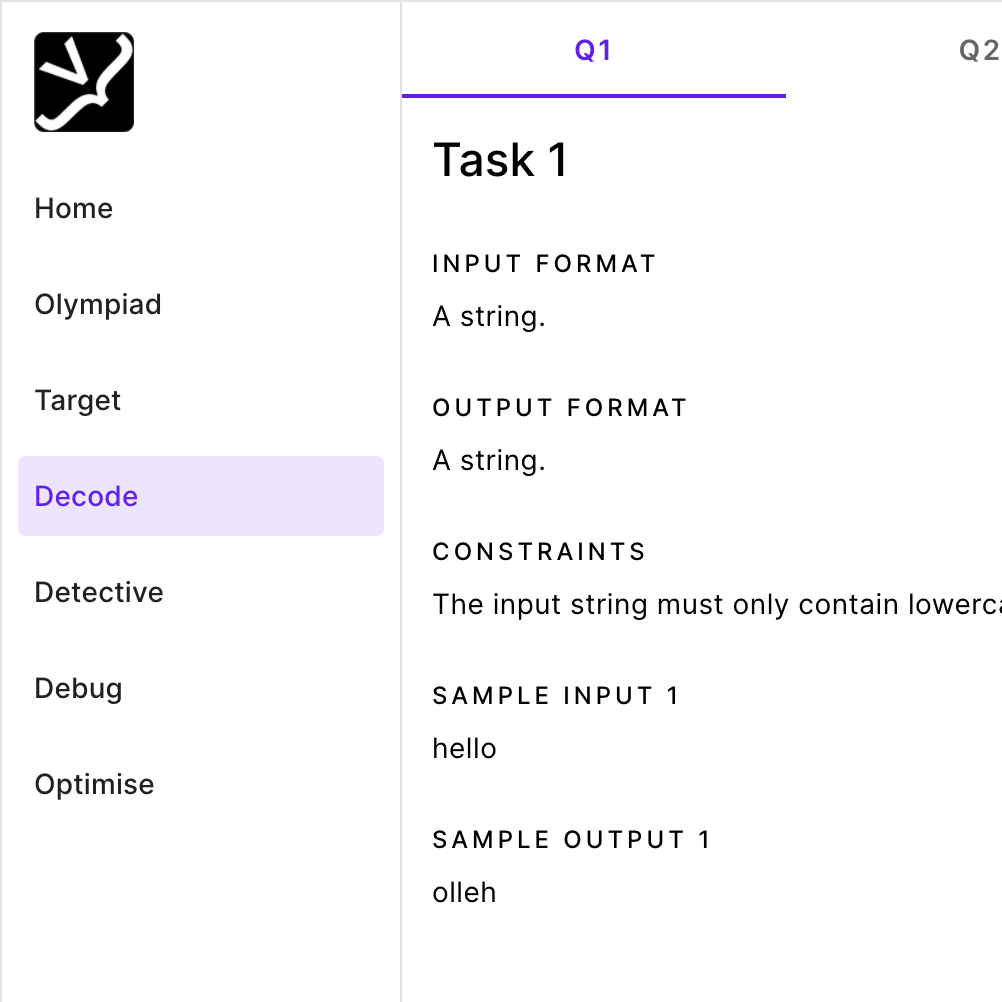 Home
Olympiad
Target
Decode
Detective
Debug
Optimise
Q1
Q2
Task 1
INPUT FORMAT
A string.
OUTPUT FORMAT
A string.
CONSTRAINTS
The input string must only contain
SAMPLE INPUT 1
hello
SAMPLE OUTPUT 1
olleh